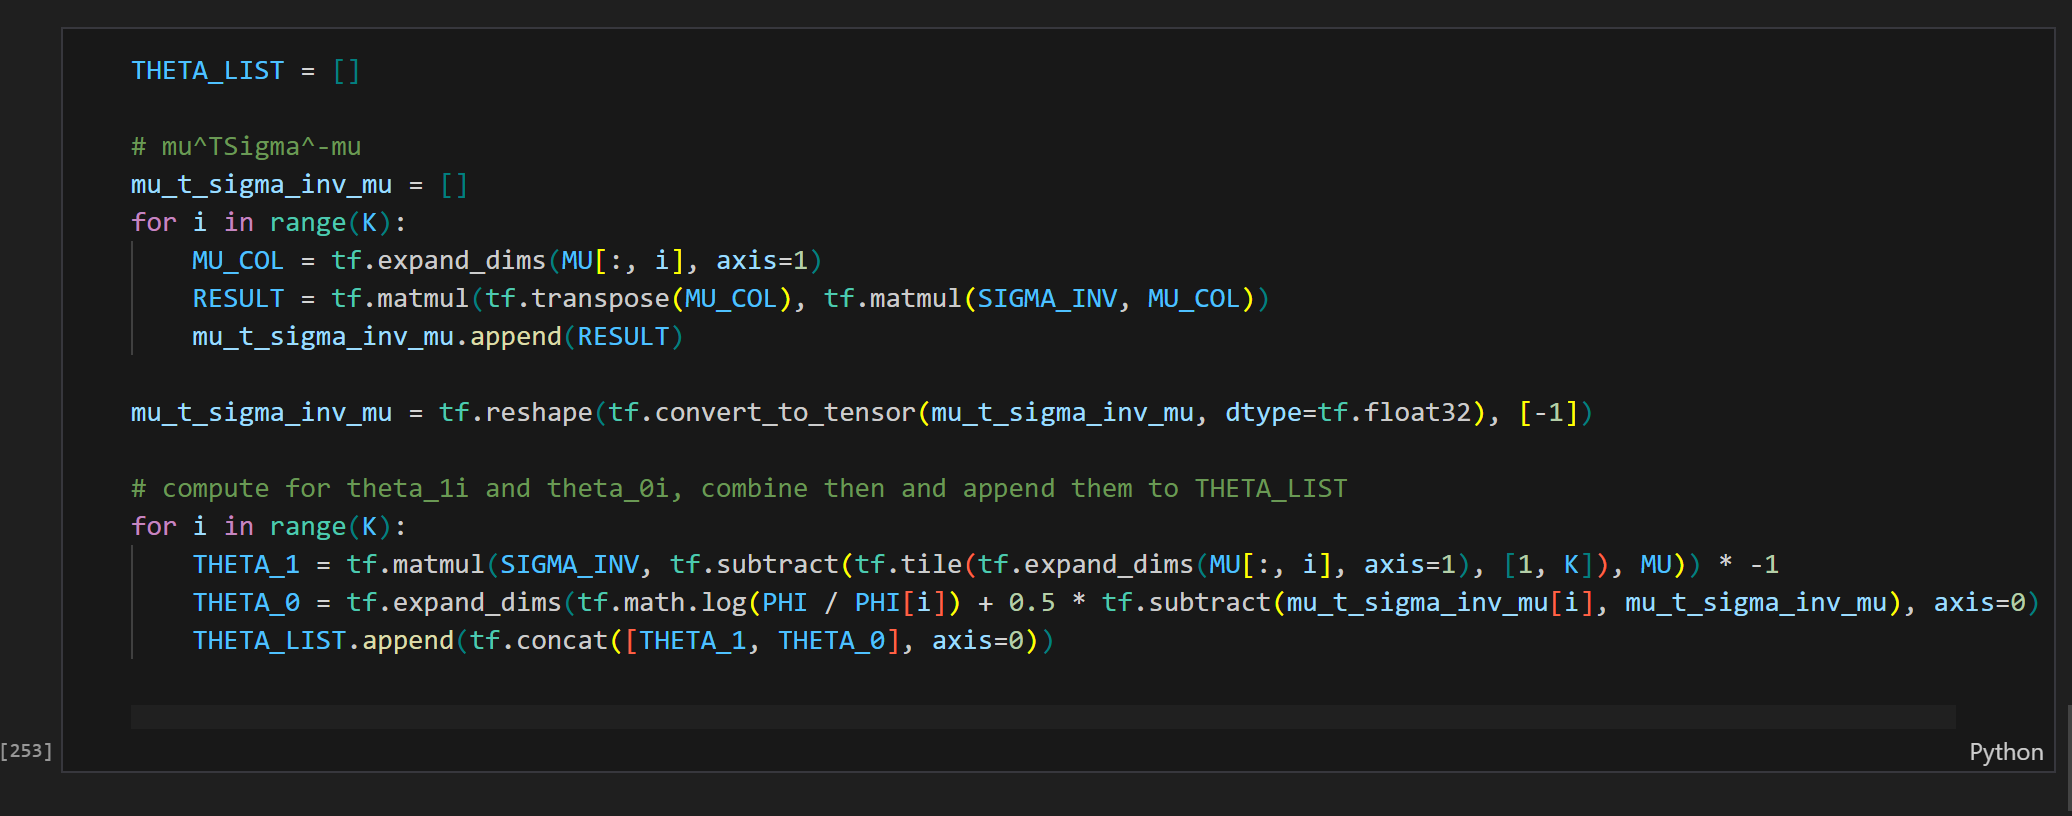 THETA_LIST = []
# mu^TSigma^-mu
mu_t_sigma_inv_mu = []
for i in range(K):
    MU_COL = tf.expand_dims(MU[:, i], axis=1)
    RESULT = tf.matmul(tf.transpose(MU_COL), tf.matmul(SIGMA_INV, MU_COL))
    mu_t_sigma_inv_mu.append(RESULT)
mu_t_sigma_inv_mu = tf.reshape(tf.convert_to_tensor(mu_t_sigma_inv_mu, dtype=tf.float32), [-1])
# compute for theta_1i and theta_0i, combine then and append them to THETA_LIST
for i in range(K):
    THETA_1 = tf.matmul(SIGMA_INV, tf.subtract(tf.tile(tf.expand_dims(MU[:, i], axis=1), [1, K]), MU)) * -1
    THETA_0 = tf.expand_dims(tf.math.log(PHI / PHI[i]) + 0.5 * tf.subtract(mu_t_sigma_inv_mu[i], mu_t_sigma_inv_mu), axis=0)
    THETA_LIST.append(tf.concat([THETA_1, THETA_0], axis=0))
[253]
Python